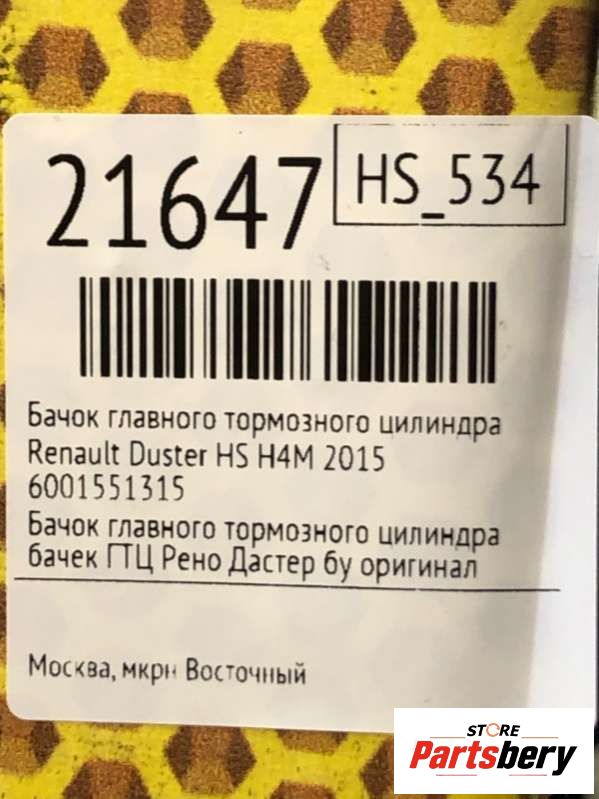 21647
HS_534
Бачок главного тормозного цилиндра
Renault Duster HS H4M 2015
6001551315
Бачок главного тормозного цилиндра
бачек ГТЦ Рено Дастер бу оригинал
Москва, мкрн Восточный
STORE
Partsbery